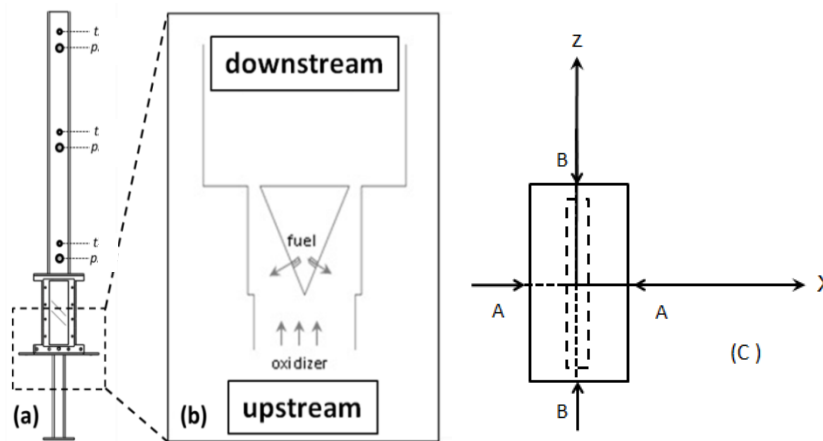 t.
p.
t.
p.
t.
p.
(a)
downstream
fuel
oxidizer
upstream
(b)
Z
B
X
A
A
(C )
B